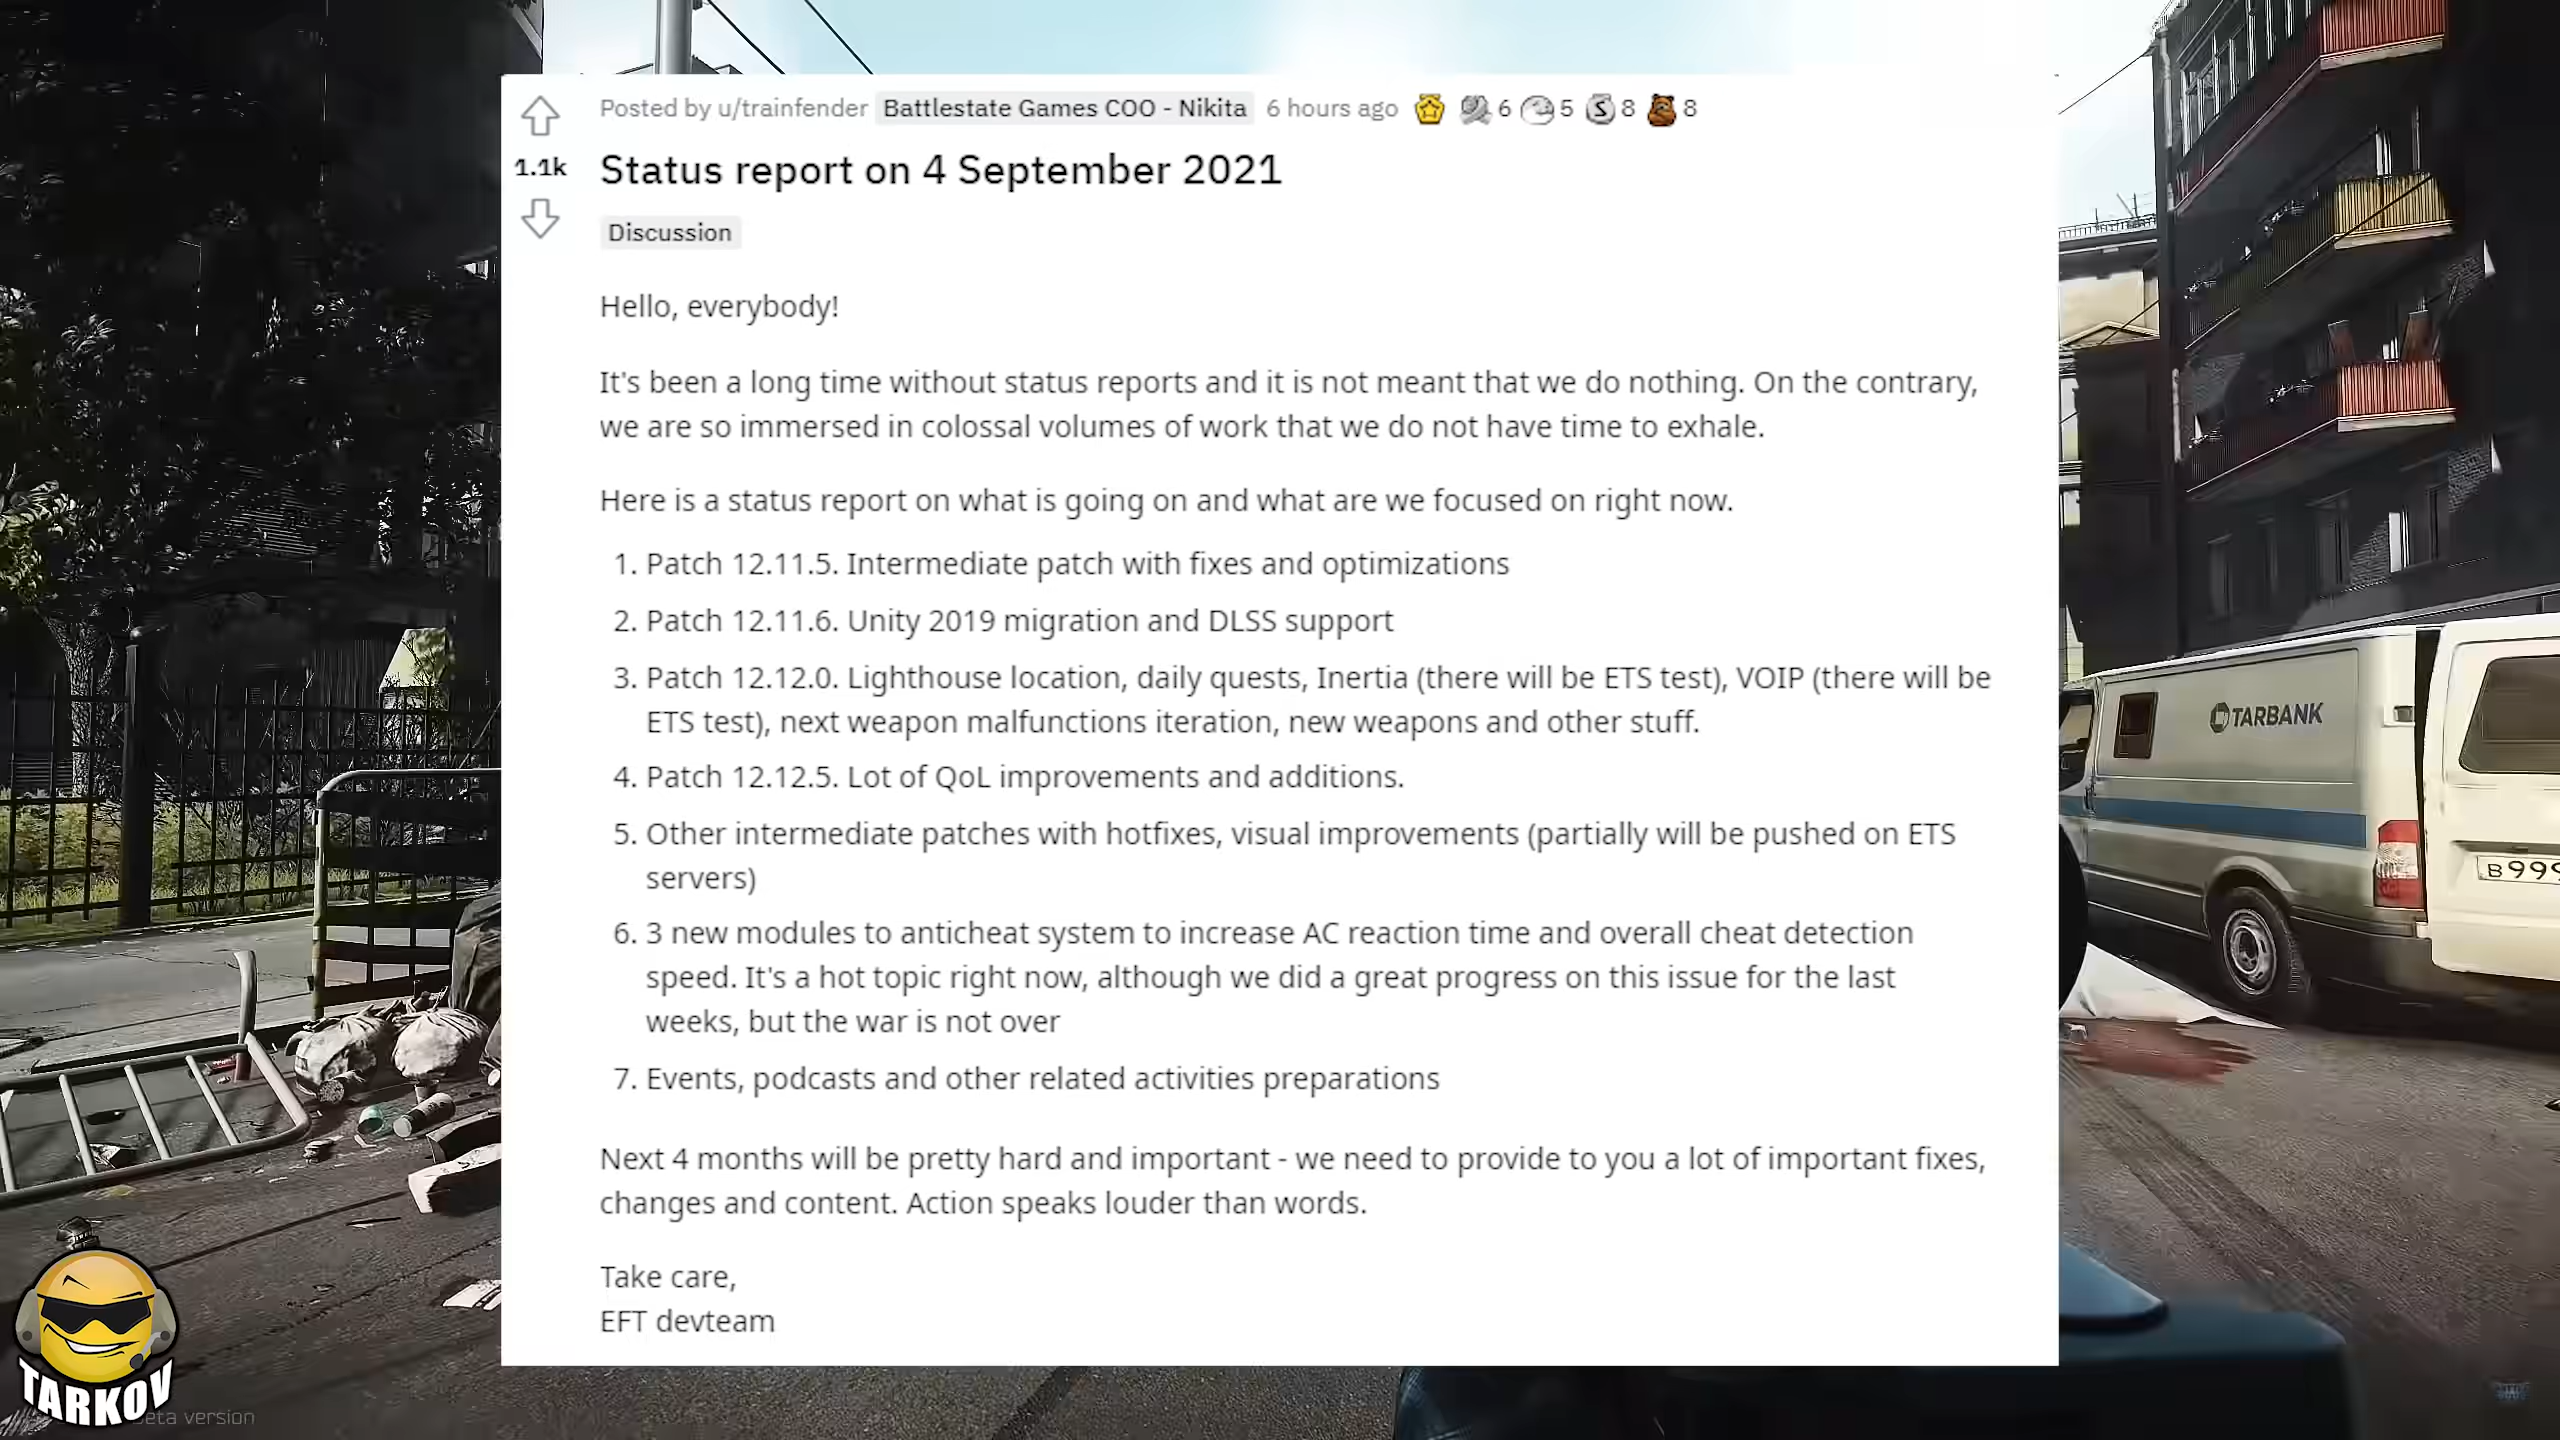 Posted by u/trainfender Battlestate Games COO - Nikita 6 hours ago 6 5 8 8
1.1k
Status report on 4 September 2021
Discussion
Hello, everybody!
It's been a long time without status reports and it is not meant that we do nothing. On the contrary,
we are so immersed in colossal volumes of work that we do not have time to exhale.
Here is a status report on what is going on and what are we focused on right now.
1. Patch 12.11.5. Intermediate patch with fixes and optimizations
2. Patch 12.11.6. Unity 2019 migration and DLSS support
3. Patch 12.12.0. Lighthouse location, daily quests, Inertia (there will be ETS test), VOIP (there will be
ETS test), next weapon malfunctions iteration, new weapons and other stuff.
4. Patch 12.12.5. Lot of QoL improvements and additions.
5. Other intermediate patches with hotfixes, visual improvements (partially will be pushed on ETS
servers)
6. 3 new modules to anticheat system to increase AC reaction time and overall cheat detection
speed. It's a hot topic right now, although we did a great progress on this issue for the last
weeks, but the war is not over
7. Events, podcasts and other related activities preparations
Next 4 months will be pretty hard and important - we need to provide to you a lot of important fixes,
changes and content. Action speaks louder than words.
Take care,
EFT devteam
TARBANK
B999
TARKOV
beta version